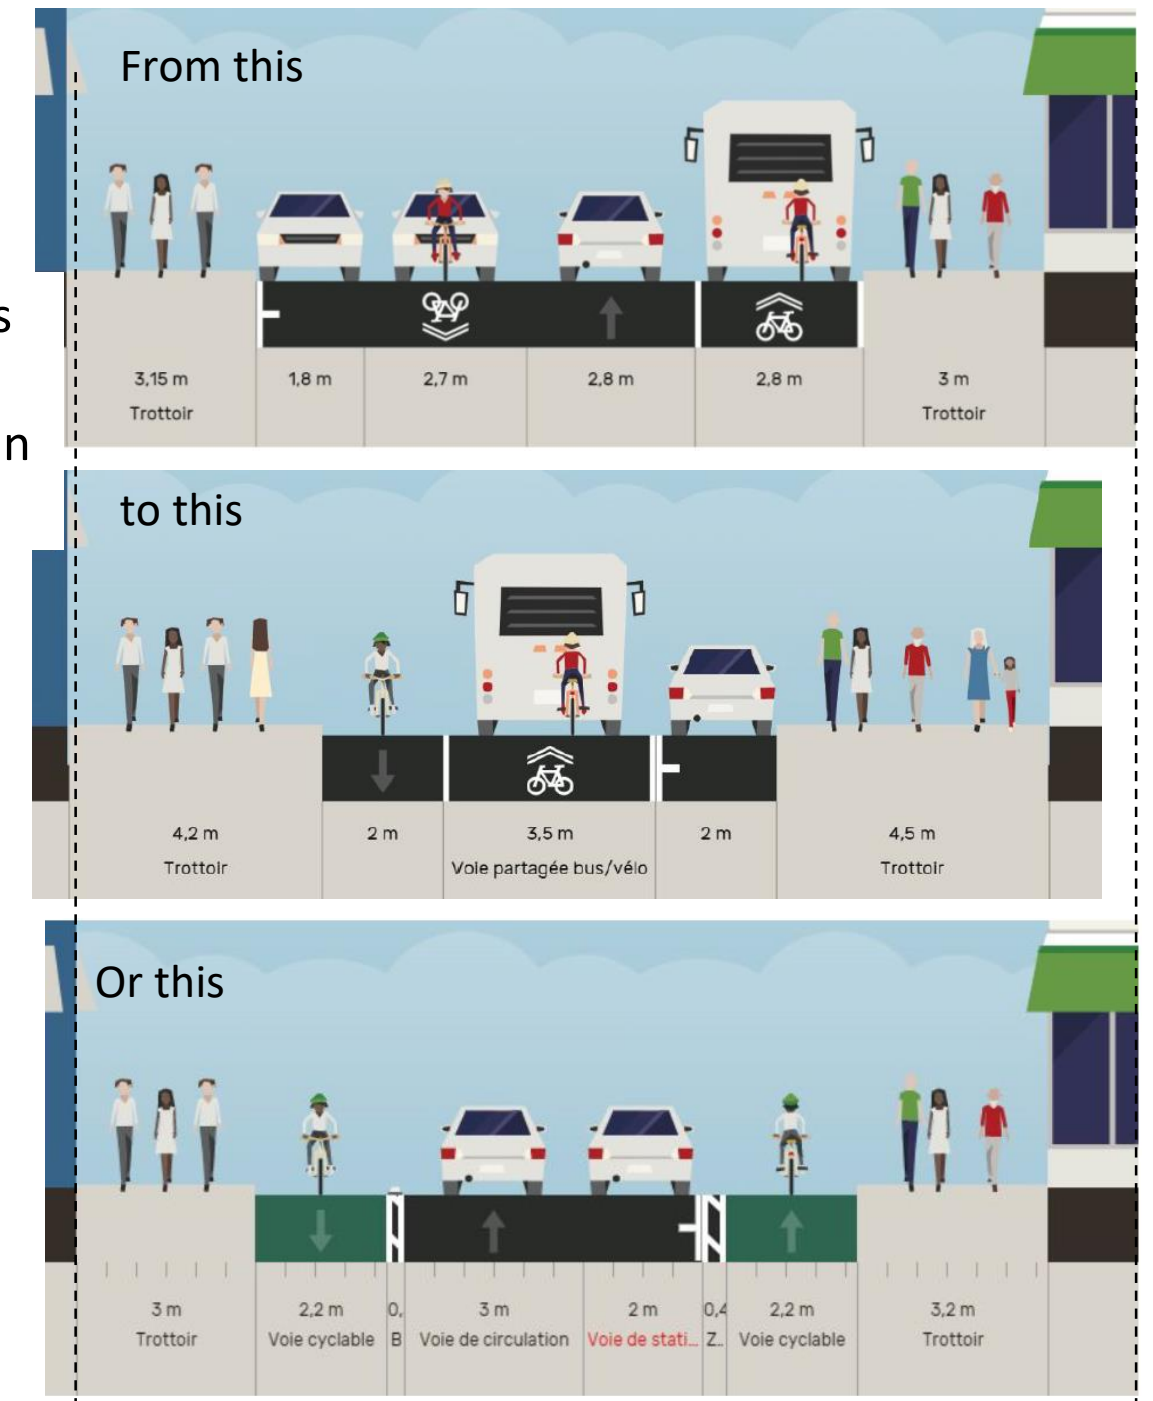 From this
s
n
3,15 m 1,8 m 2,7 m 2,8 m 2,8 m 3 m
Trottoir Trottoir
to this
4,2 m 2 m 3,5 m 2 m 4,5 m
Trottoir Voie partagée bus/vélo Trottoir
Or this
3 m 2,2 m 0, 3 m 2 m 0,4 2,2 m 3,2 m
Trottoir Voie cyclable B Voie de circulation Voie de stati... Z.. Voie cyclable Trottoir